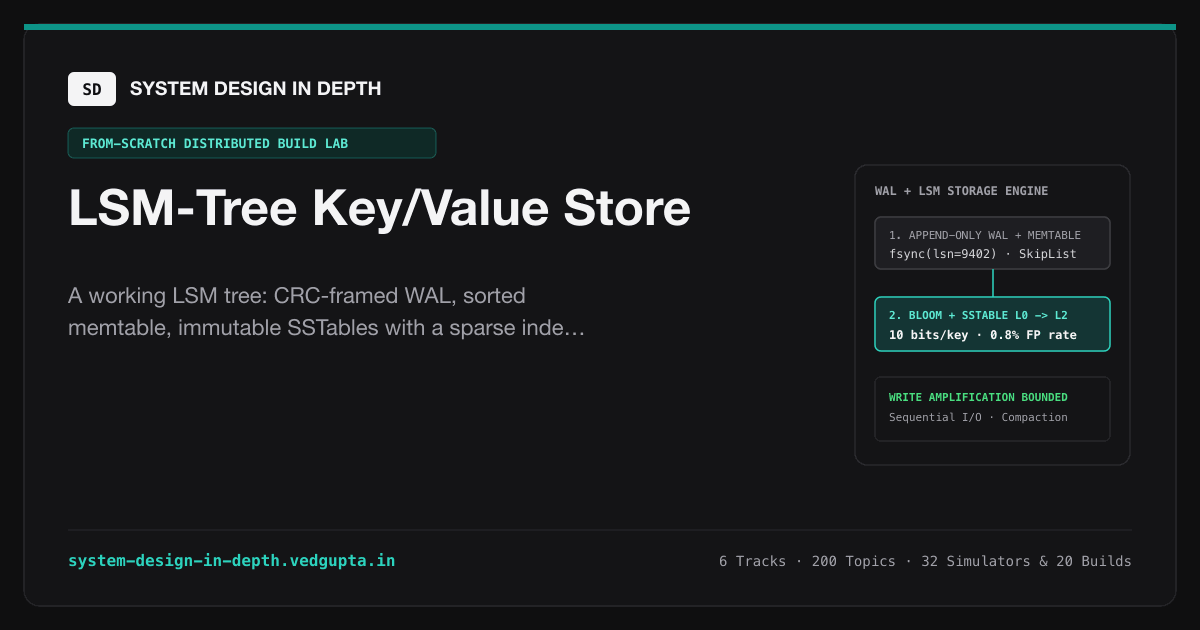 SD
SYSTEM DESIGN IN DEPTH
FROM-SCRATCH DISTRIBUTED BUILD LAB
LSM-Tree Key/Value Store
A working LSM tree: CRC-framed WAL, sorted
memtable, immutable SSTables with a sparse inde…
WAL + LSM STORAGE ENGINE
1. APPEND-ONLY WAL + MEMTABLE
fsync(lsn=9402) · SkipList
2. BLOOM + SSTABLE L0 -> L2
10 bits/key · 0.8% FP rate
WRITE AMPLIFICATION BOUNDED
Sequential I/O · Compaction
system-design-in-depth.vedgupta.in
6 Tracks · 200 Topics · 32 Simulators & 20 Builds